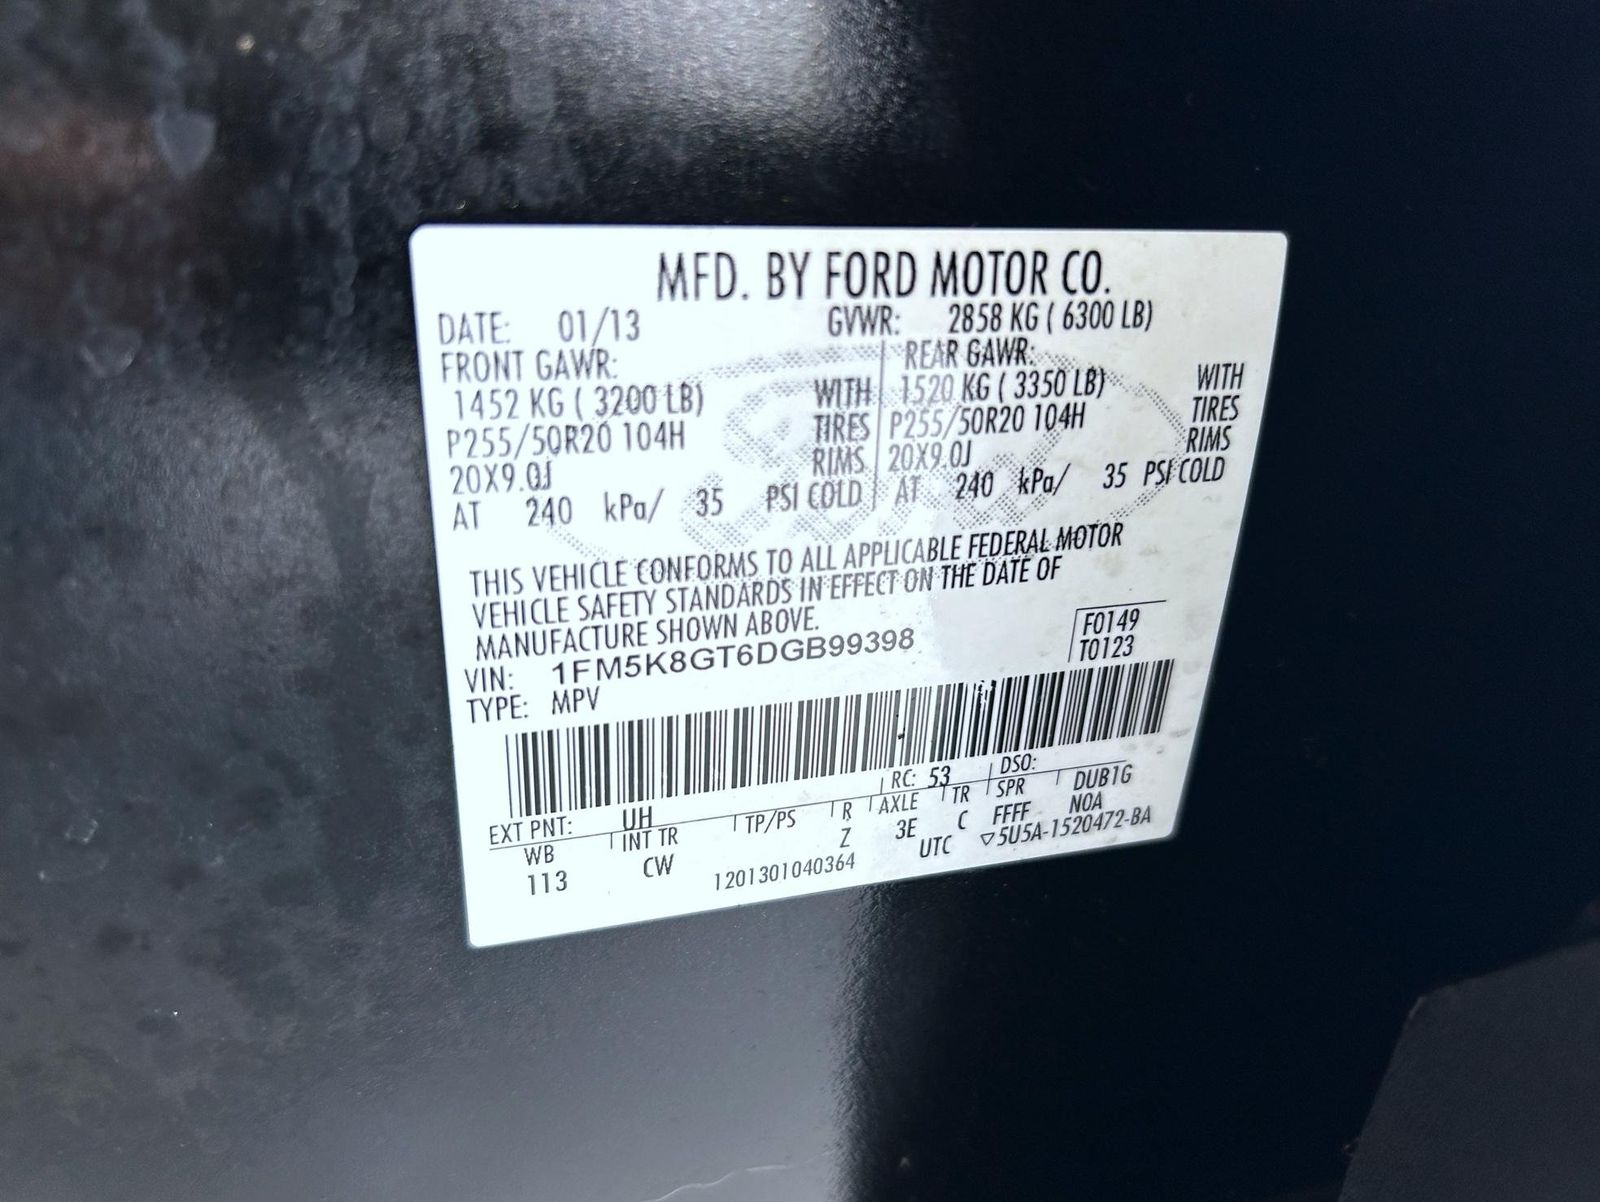 MFD. BY FORD MOTOR CO.
DATE: 01/13 GVWR: 2858 KG ( 6300 LB)
FRONT GAWR: REAR GAWR:
1452 KG ( 3200 LB) WITH 1520 KG ( 3350 LB) WITH
P255/50R20 104H TIRES P255/50R20 104H TIRES
20X9.0J RIMS 20X9.0J RIMS
AT 240 kPa/ 35 PSI COLD AT 240 kPa/ 35 PSI COLD
THIS VEHICLE CONFORMS TO ALL APPLICABLE FEDERAL MOTOR
VEHICLE SAFETY STANDARDS IN EFFECT ON THE DATE OF
MANUFACTURE SHOWN ABOVE.
F0149
VIN: 1FM5K8GT6DGB99398 T0123
TYPE: MPV
EXT PNT: UH RC: 53 DSO:
WB INT TR TP/PS R AXLE TR SPR DUB1G
113 CW Z 3E C FFFF NOA
1201301040364 UTC ▽5U5A-1520472-BA